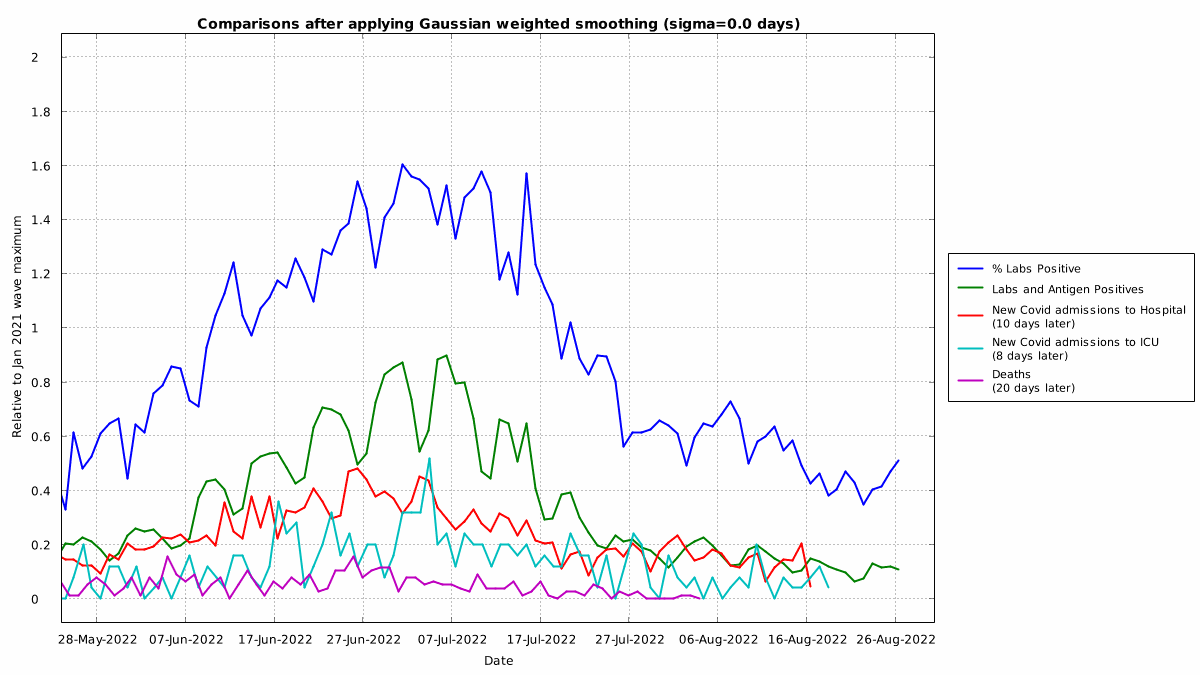 Comparisons after applying Gaussian weighted smoothing (sigma=0.0 days)
Relative to Jan 2021 wave maximum
2
1.8
1.6
1.4
1.2
1
0.8
0.6
0.4
0.2
0
28-May-2022 07-Jun-2022 17-Jun-2022 27-Jun-2022 07-Jul-2022 17-Jul-2022 27-Jul-2022 06-Aug-2022 16-Aug-2022 26-Aug-2022
Date
% Labs Positive
Labs and Antigen Positives
New Covid admissions to Hospital
(10 days later)
New Covid admissions to ICU
(8 days later)
Deaths
(20 days later)